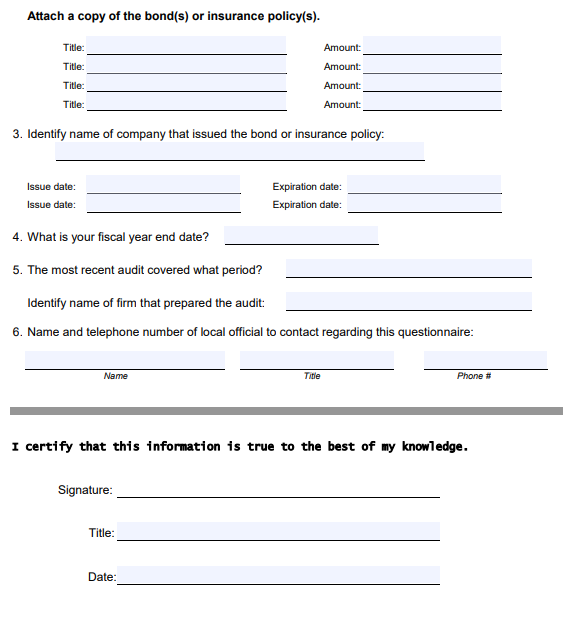 Attach a copy of the bond(s) or insurance policy(s).
Title: Amount:
Title: Amount:
Title: Amount:
Title: Amount:
3. Identify name of company that issued the bond or insurance policy:
Issue date: Expiration date:
Issue date: Expiration date:
4. What is your fiscal year end date?
5. The most recent audit covered what period?
Identify name of firm that prepared the audit:
6. Name and telephone number of local official to contact regarding this questionnaire:
Name Title Phone #
I certify that this information is true to the best of my knowledge.
Signature:
Title:
Date: